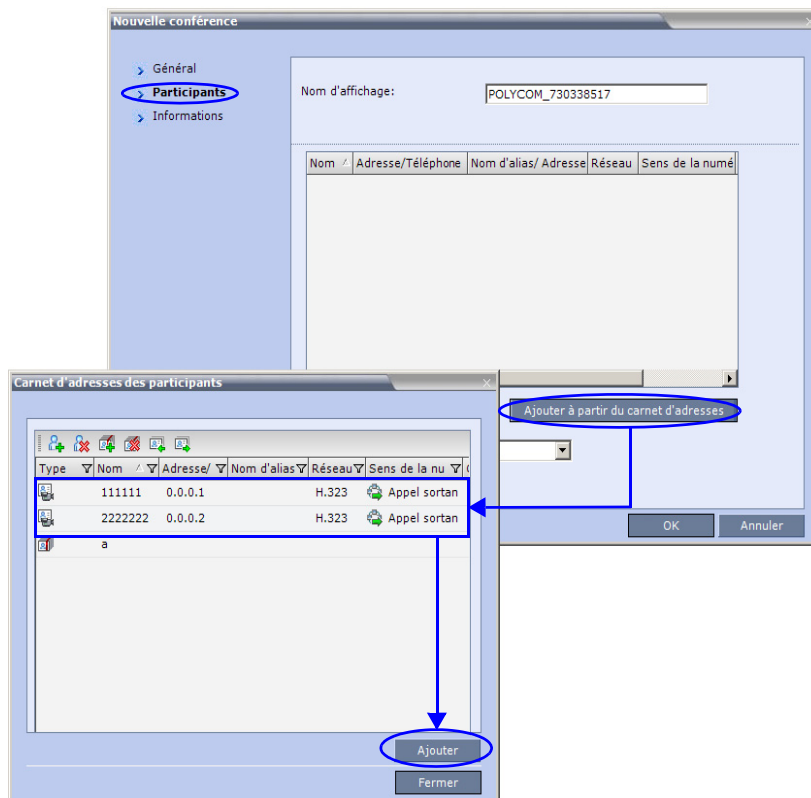 Nouvelle conférence
Général
Participants
Informations
Nom d'affichage:
POLYCOM_730338517
Nom Adresse/Téléphone Nom d'alias/ Adresse Réseau Sens de la numé
Ajouter à partir du carnet d'adresses
OK Annuler
Carnet d'adresses des participants
Type Nom Adresse/ Nom d'alias Réseau Sens de la nu
111111 0.0.0.1 H.323 Appel sortan
2222222 0.0.0.2 H.323 Appel sortan
a
Ajouter
Fermer